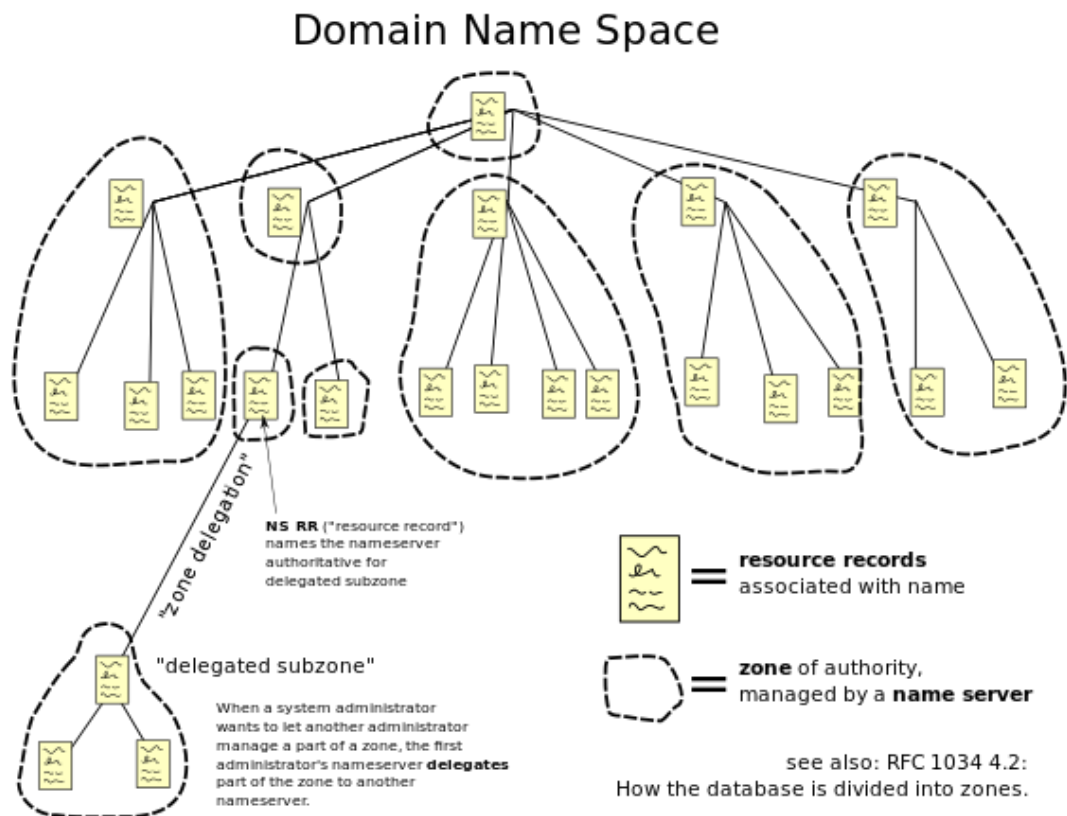 Domain Name Space
"zone delegation"
NS RR ("resource record")
names the nameserver
authoritative for
delegated subzone
resource records
associated with name
"delegated subzone"
zone of authority,
managed by a name server
When a system administrator
wants to let another administrator
manage a part of a zone, the first
administrator's nameserver delegates
part of the zone to another
nameserver.
see also: RFC 1034 4.2:
How the database is divided into zones.